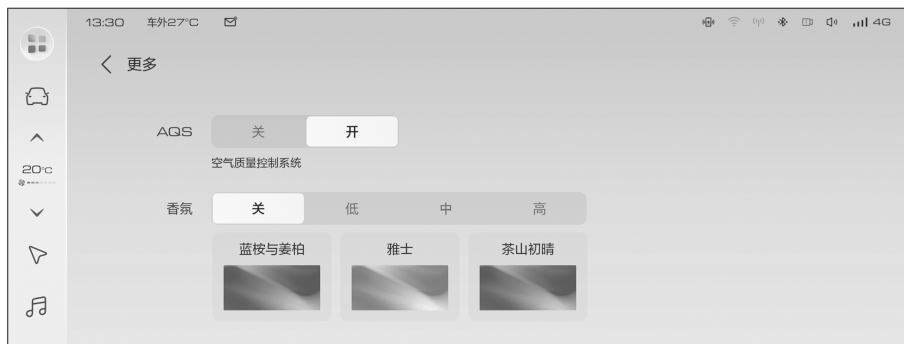 13:30 车外27°C 4G
更多
AQS 关 开
空气质量控制系统
20°C
香氛 关 低 中 高
蓝桉与姜柏 雅士 茶山初晴